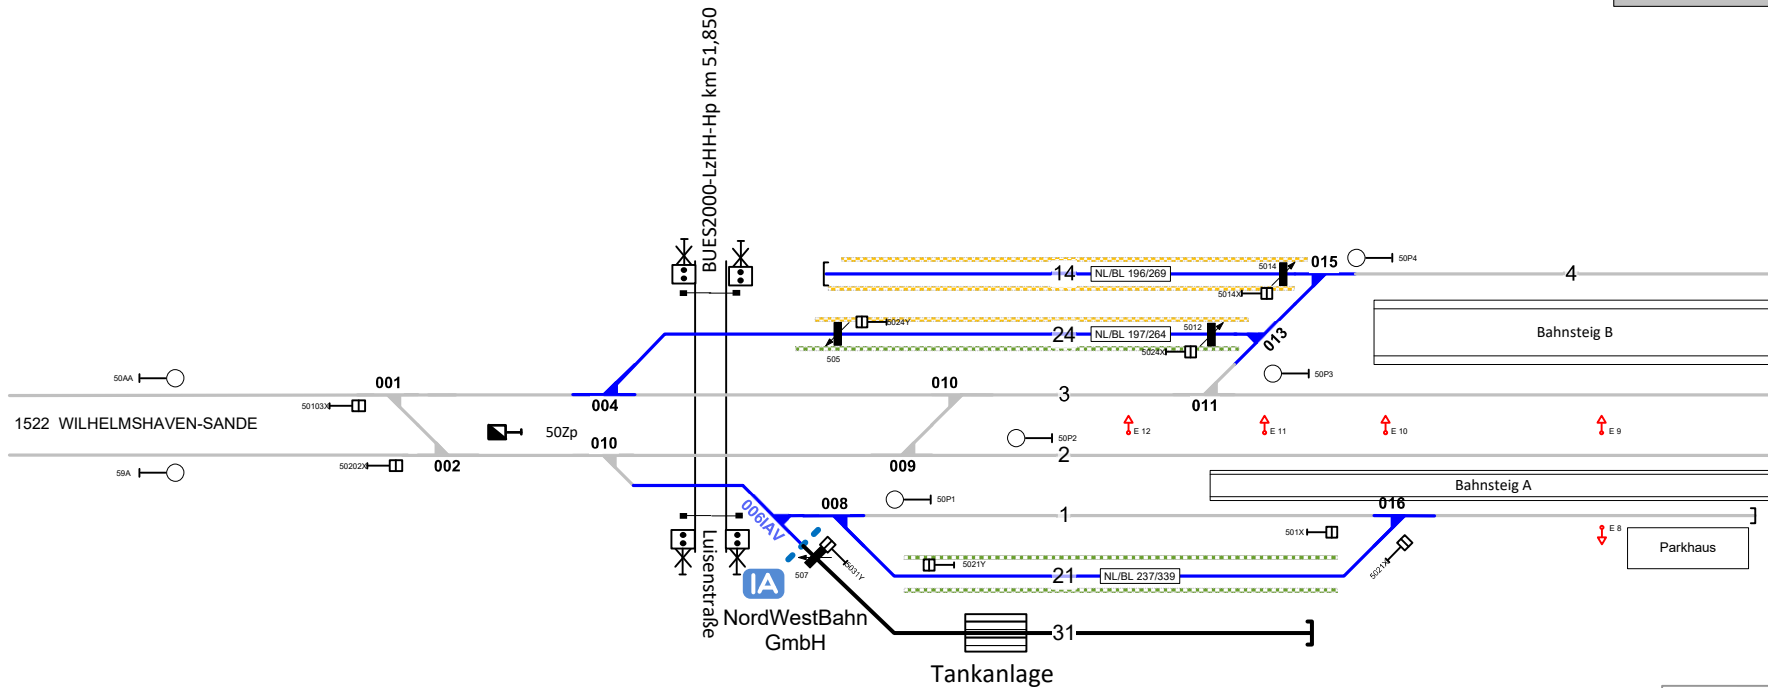 BUES2000-LzHH-Hp km 51,850
015
50P4
5014
14
NL/BL 196/269
4
5014X
5024Y
5012
24
NL/BL 197/264
013
Bahnsteig B
505
5024X
50AA
001
010
50P3
50103X
004
3
011
1522 WILHELMSHAVEN-SANDE
50Zp
010
50P2
E 12
E 11
E 10
E 9
59A
50202X
002
009
2
Bahnsteig A
008
50P1
016
006IAV
1
501X
E 8
Luisenstraße
Parkhaus
507
5031Y
5021Y
5021X
IA
21
NL/BL 237/339
NordWestBahn
GmbH
31
Tankanlage